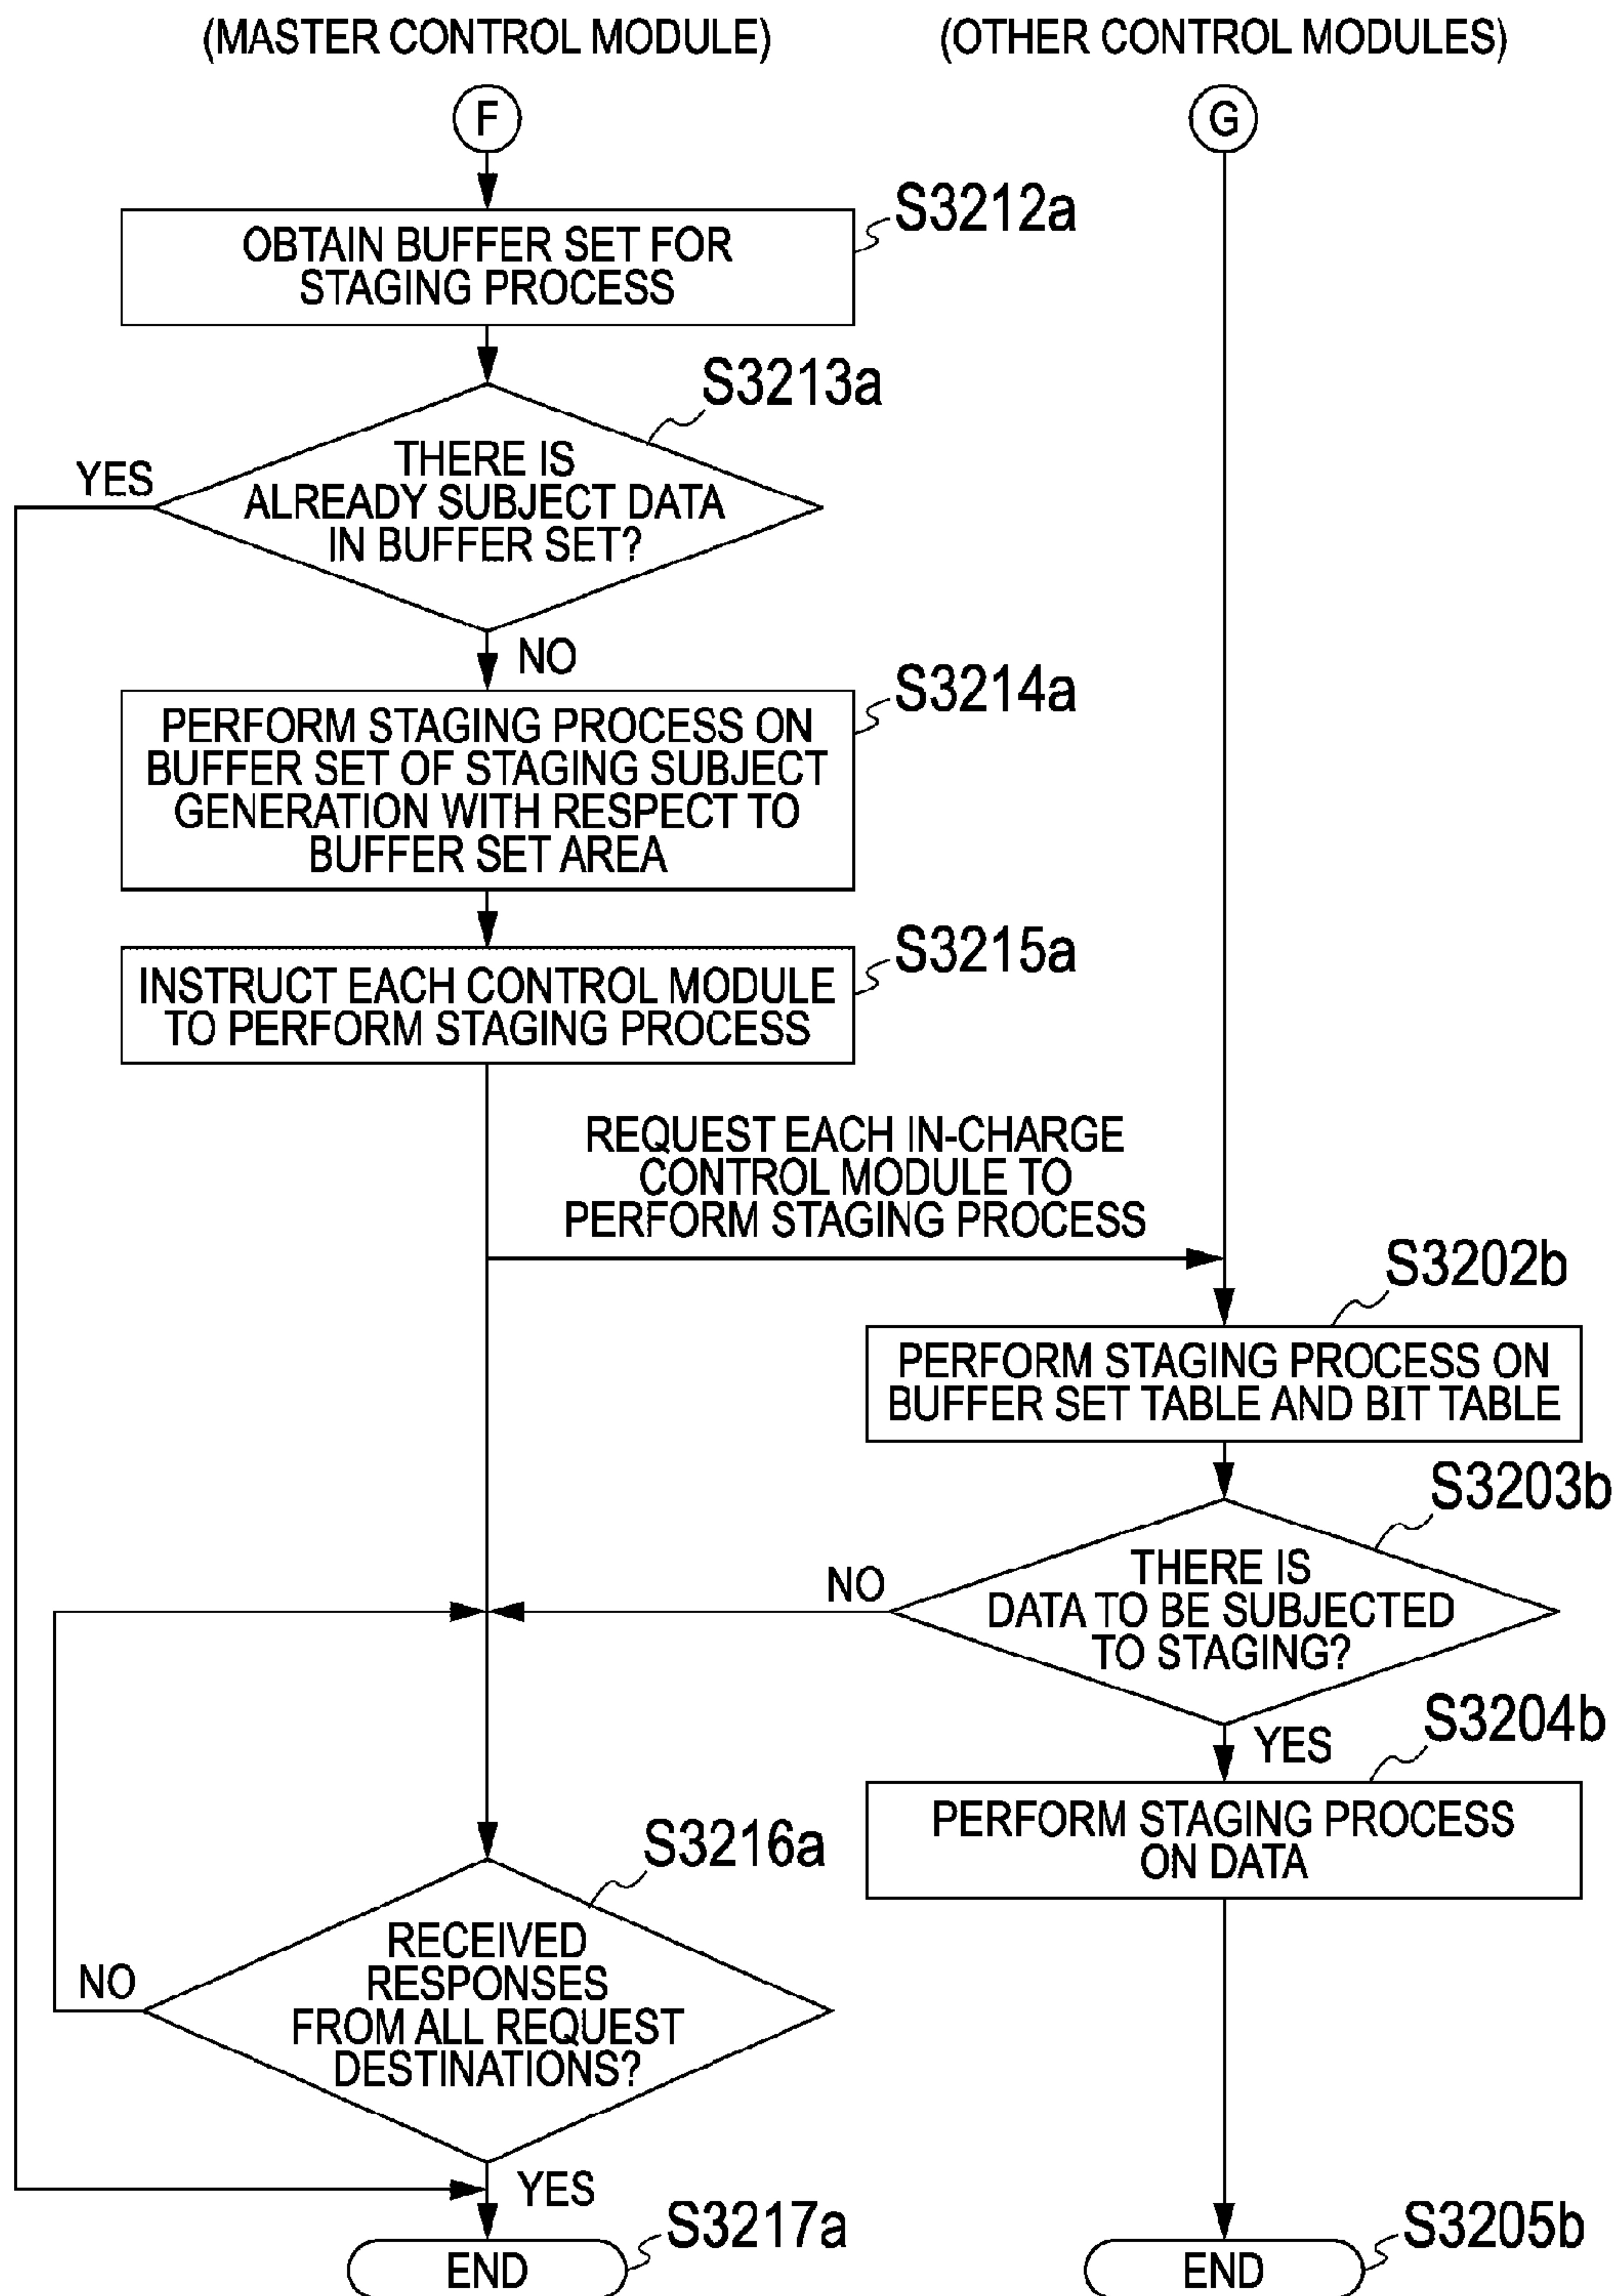 (MASTER CONTROL MODULE)
(OTHER CONTROL MODULES)
F
G
S3212a
OBTAIN BUFFER SET FOR
STAGING PROCESS
S3213a
THERE IS
ALREADY SUBJECT DATA
IN BUFFER SET?
YES
NO
S3214a
PERFORM STAGING PROCESS ON
BUFFER SET OF STAGING SUBJECT
GENERATION WITH RESPECT TO
BUFFER SET AREA
S3215a
INSTRUCT EACH CONTROL MODULE
TO PERFORM STAGING PROCESS
REQUEST EACH IN-CHARGE
CONTROL MODULE TO
PERFORM STAGING PROCESS
S3202b
PERFORM STAGING PROCESS ON
BUFFER SET TABLE AND BIT TABLE
S3203b
THERE IS
DATA TO BE SUBJECTED
TO STAGING?
NO
YES
S3204b
PERFORM STAGING PROCESS
ON DATA
S3216a
RECEIVED
RESPONSES
FROM ALL REQUEST
DESTINATIONS?
NO
YES
S3217a
END
S3205b
END